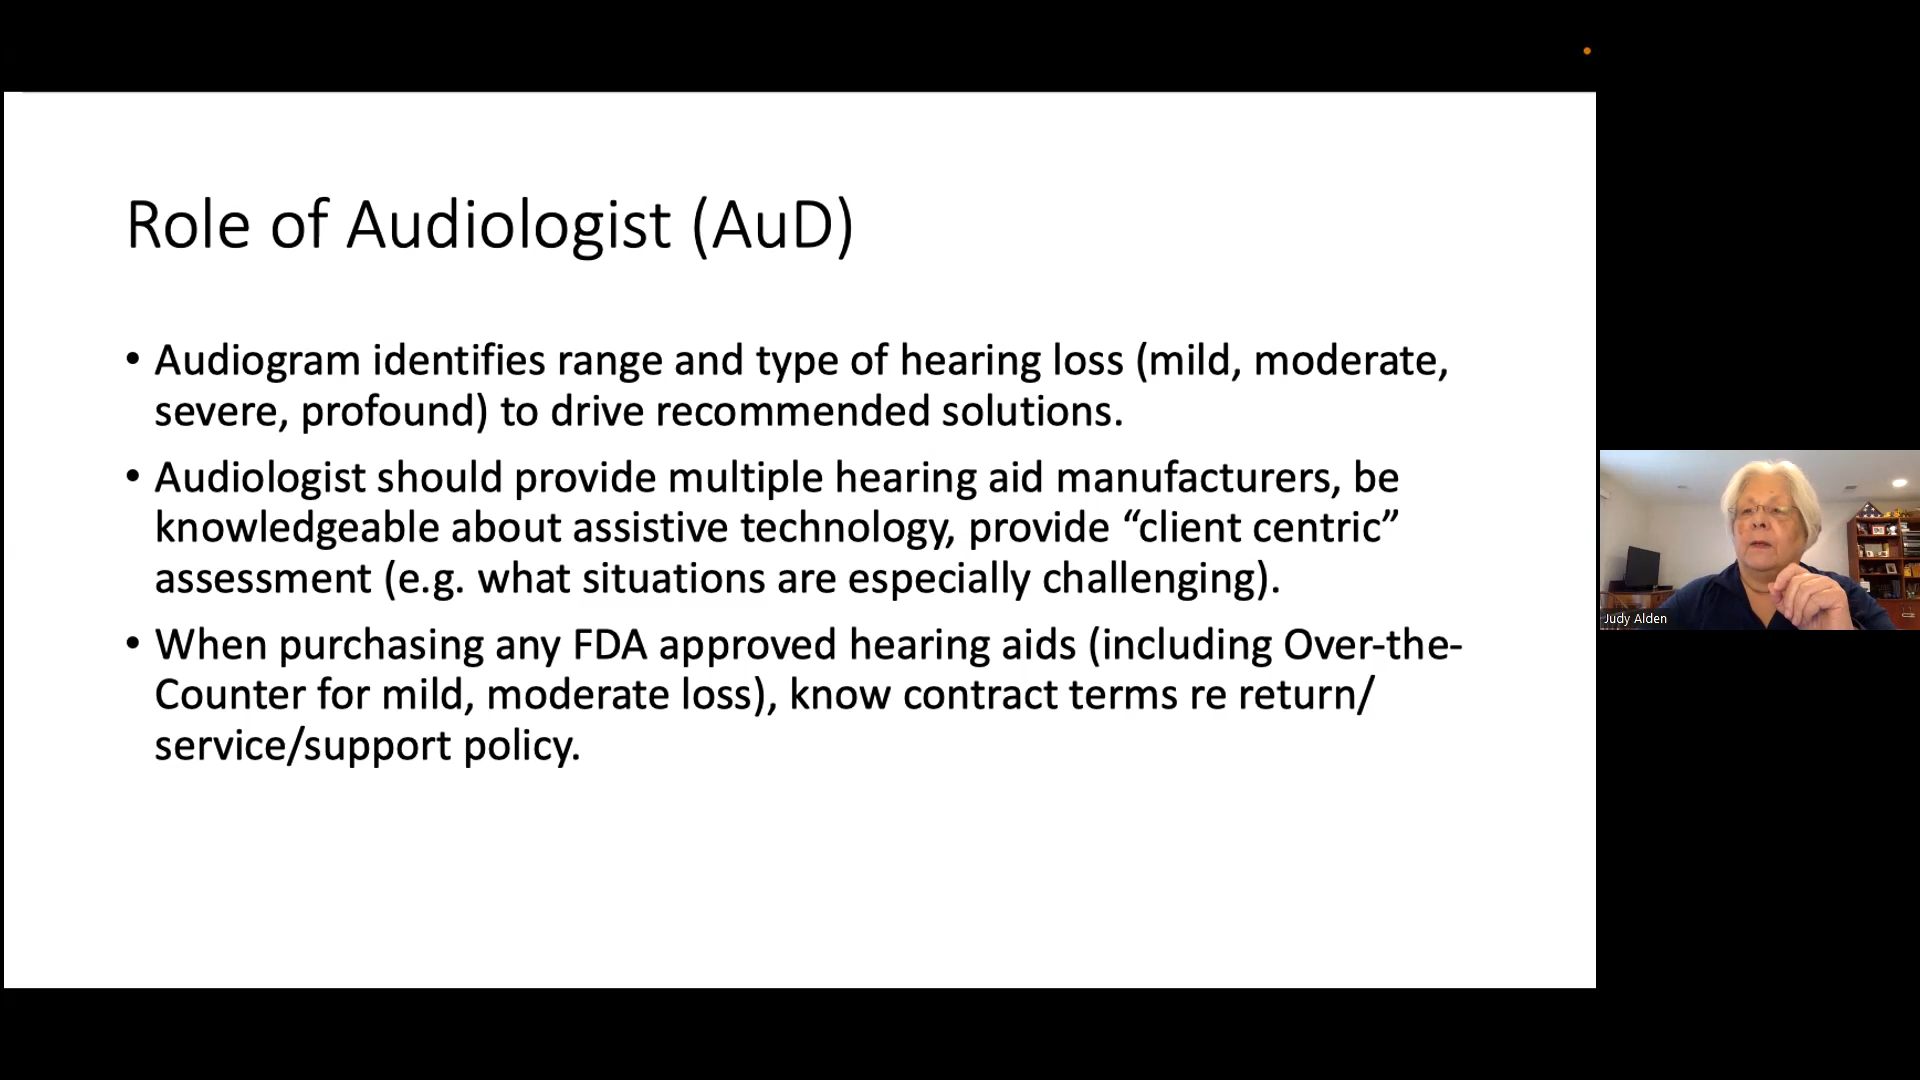 Role of Audiologist (AuD)
• Audiogram identifies range and type of hearing loss (mild, moderate,
severe, profound) to drive recommended solutions.
• Audiologist should provide multiple hearing aid manufacturers, be
knowledgeable about assistive technology, provide “client centric”
assessment (e.g. what situations are especially challenging).
• When purchasing any FDA approved hearing aids (including Over-the-
Counter for mild, moderate loss), know contract terms re return/
service/support policy.
Judy Alden